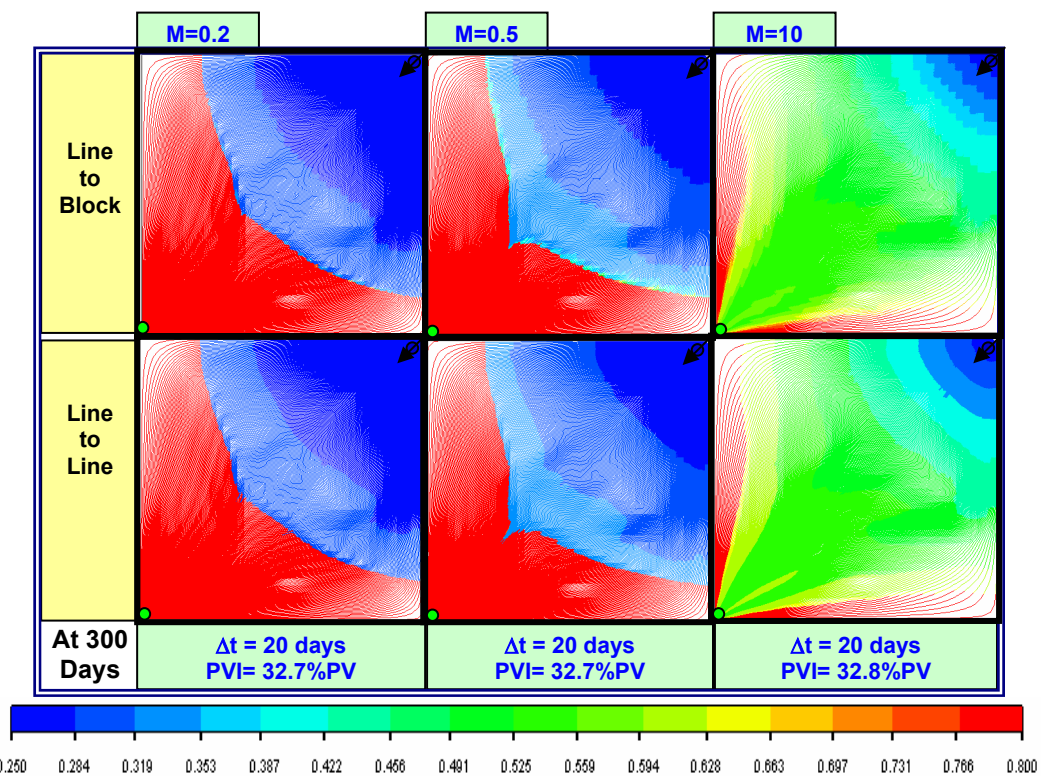 M=0.2
M=0.5
M=10
Line
to
Block
Line
to
Line
At 300
Days
Δt = 20 days
PVI= 32.7%PV
Δt = 20 days
PVI= 32.7%PV
Δt = 20 days
PVI= 32.8%PV
0.250 0.284 0.319 0.353 0.387 0.422 0.456 0.491 0.525 0.559 0.594 0.628 0.663 0.697 0.731 0.766 0.800